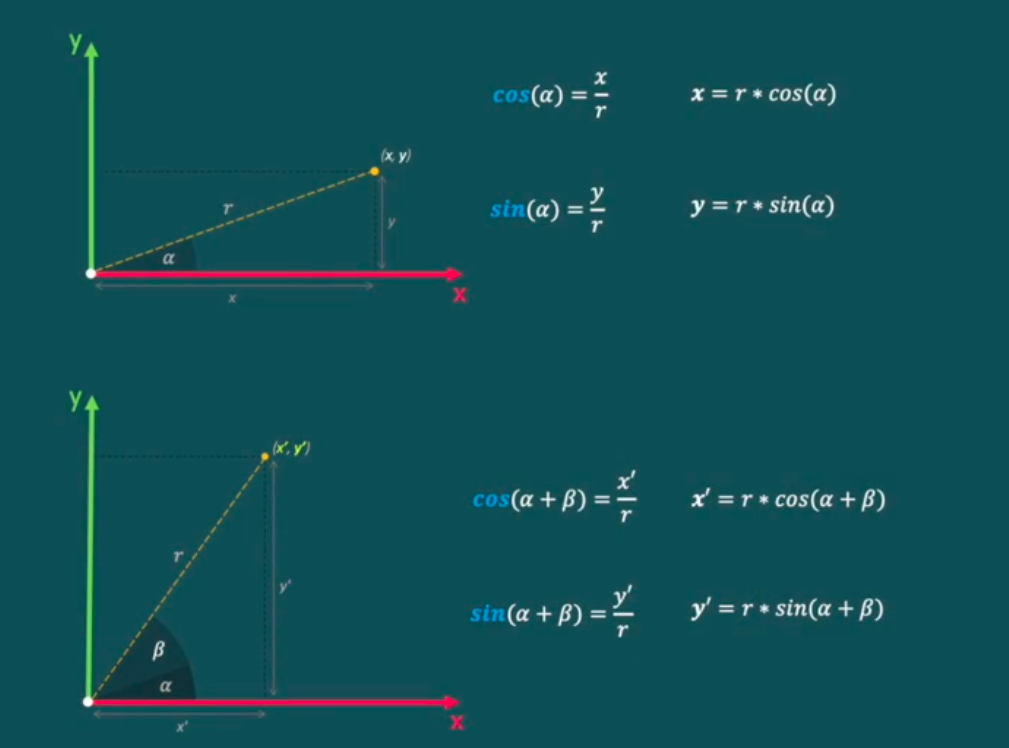 y
(x, y)
r
y
α
x
x
cos(α) = x/r
x = r * cos(α)
sin(α) = y/r
y = r * sin(α)
y
(x', y')
r
y'
β
α
x'
x
cos(α + β) = x'/r
x' = r * cos(α + β)
sin(α + β) = y'/r
y' = r * sin(α + β)